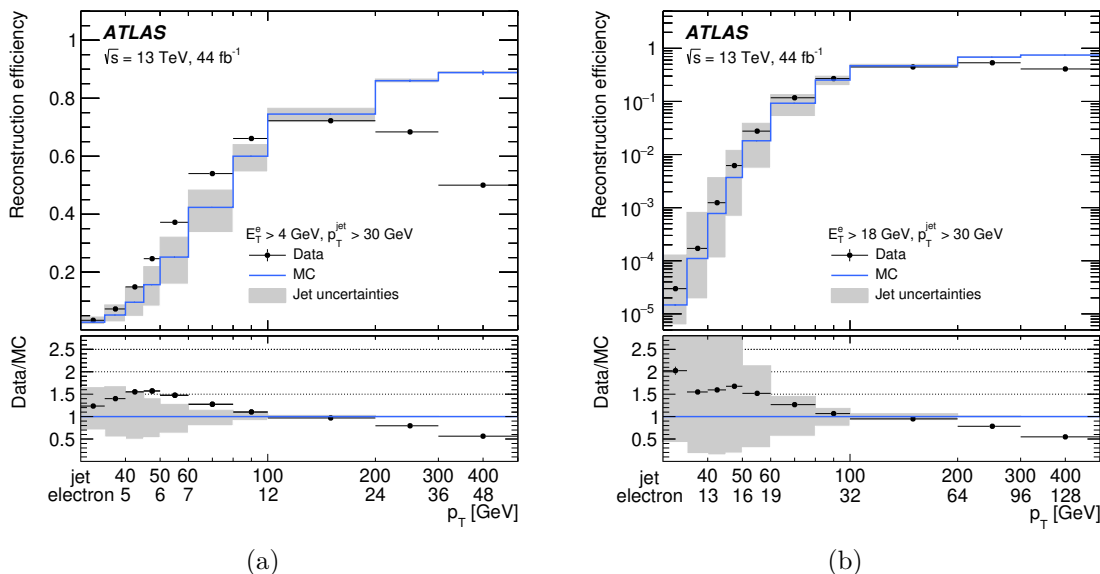 ATLAS
√s = 13 TeV, 44 fb⁻¹
Reconstruction efficiency
1
0.8
0.6
0.4
0.2
E_T^e > 4 GeV, p_T^jet > 30 GeV
Data
MC
Jet uncertainties
Data/MC
2.5
2
1.5
1
0.5
jet 40 50 60 100 200 300 400
electron 5 6 7 12 24 36 48
p_T [GeV]
(a)
ATLAS
√s = 13 TeV, 44 fb⁻¹
Reconstruction efficiency
1
10⁻¹
10⁻²
10⁻³
10⁻⁴
10⁻⁵
E_T^e > 18 GeV, p_T^jet > 30 GeV
Data
MC
Jet uncertainties
Data/MC
2.5
2
1.5
1
0.5
jet 40 50 60 100 200 300 400
electron 13 16 19 32 64 96 128
p_T [GeV]
(b)